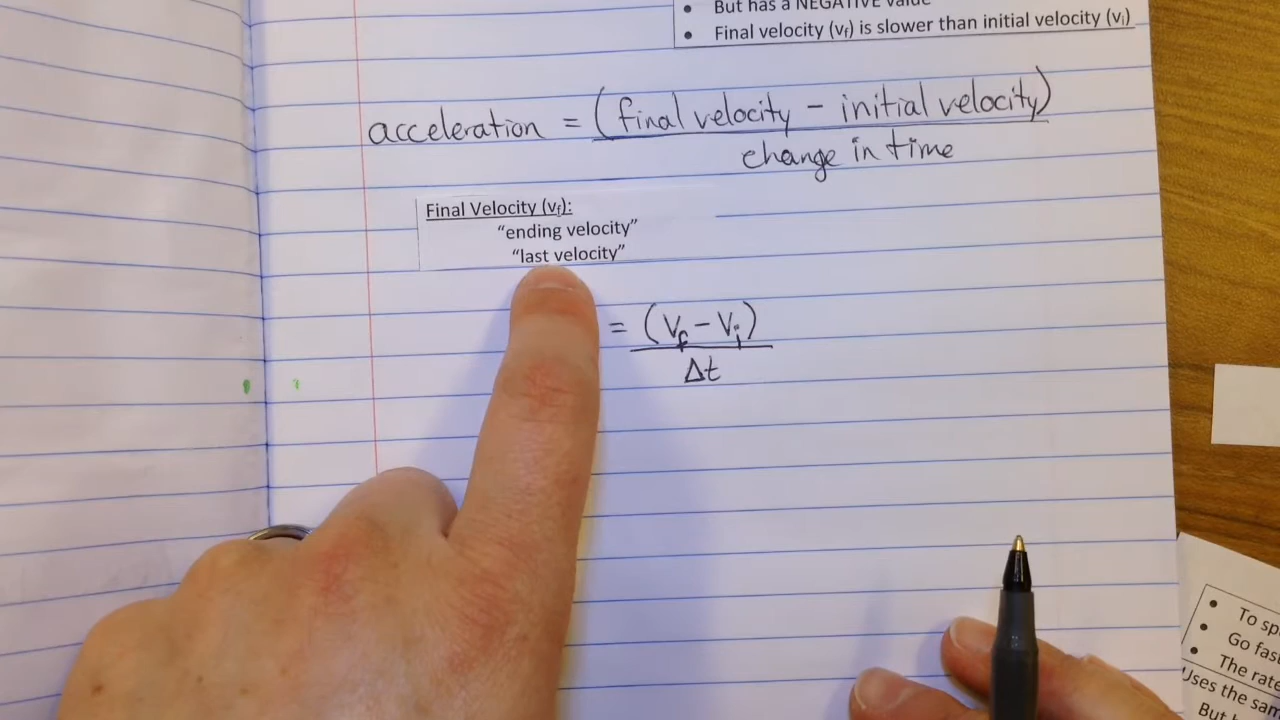 • But has a NEGATIVE value
• Final velocity (vf) is slower than initial velocity (vi)
acceleration = (final velocity – initial velocity)
change in time
Final Velocity (vf):
“ending velocity”
“last velocity”
= (Vf – Vi)
Δt
• To sp
• Go fas
• The rate
Uses the sam
But h